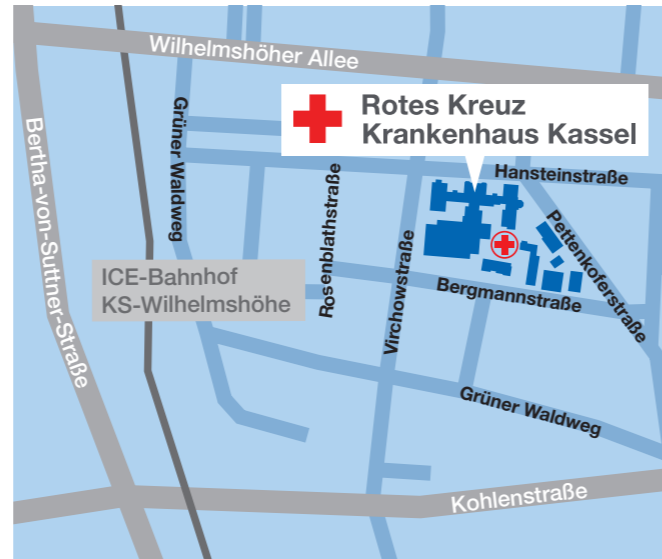 Wilhelmshöher Allee
Rotes Kreuz
Krankenhaus Kassel
Grüner Waldweg
Bertha-von-Suttner-Straße
Hansteinstraße
Rosenblathstraße
Pettenkoferstraße
Virchowstraße
ICE-Bahnhof
KS-Wilhelmshöhe
Bergmannstraße
Grüner Waldweg
Kohlenstraße